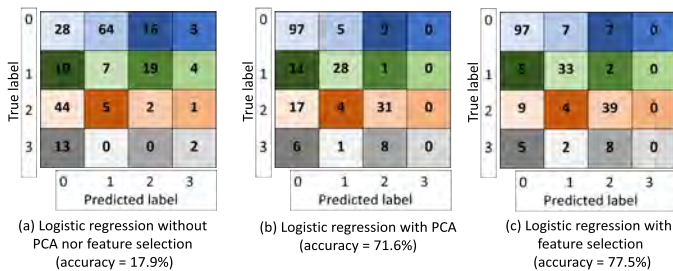 True label
0
28 64 16 3
1
10 7 19 4
2
44 5 2 1
3
13 0 0 2
0 1 2 3
Predicted label
(a) Logistic regression without
PCA nor feature selection
(accuracy = 17.9%)
True label
0
97 5 9 0
1
11 28 1 0
2
17 4 31 0
3
6 1 8 0
0 1 2 3
Predicted label
(b) Logistic regression with PCA
(accuracy = 71.6%)
True label
0
97 7 7 0
1
5 33 2 0
2
9 4 39 0
3
5 2 8 0
0 1 2 3
Predicted label
(c) Logistic regression with
feature selection
(accuracy = 77.5%)